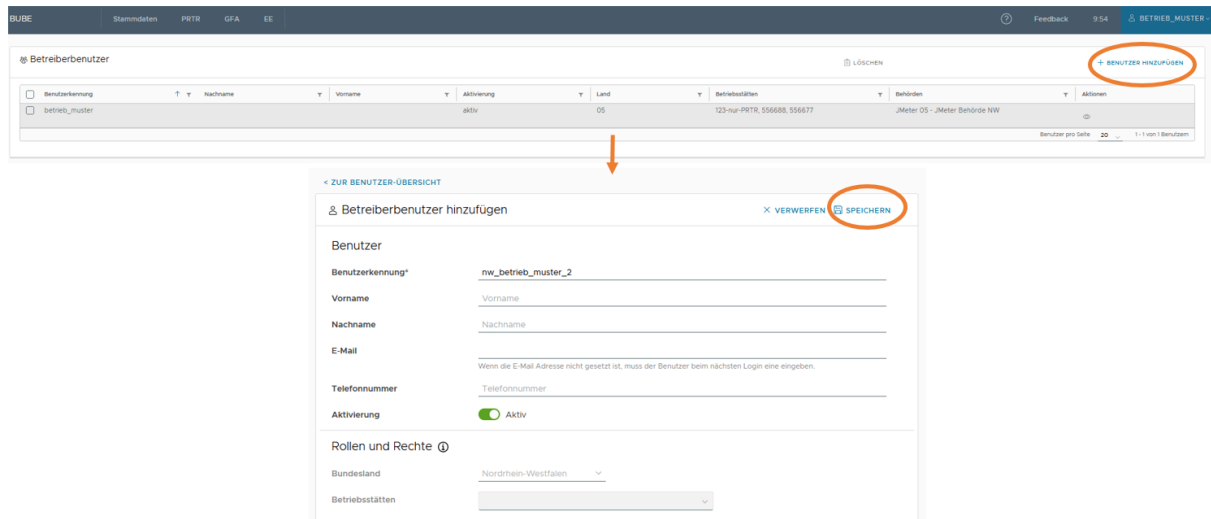 BUBE Stammdaten PRTR GFA EE Feedback 9:54 BETRIEB_MUSTER
Betreiberbenutzer LÖSCHEN + BENUTZER HINZUFÜGEN
Benutzerkennung Nachname Vorname Aktivierung Land Betriebsstätten Behörden Aktionen
betrieb_muster aktiv 05 123-nur-PRTR, 556688, 556677 JMeter 05 - JMeter Behörde NW
Benutzer pro Seite 20 1 - 1 von 1 Benutzern
< ZUR BENUTZER-ÜBERSICHT
Betreiberbenutzer hinzufügen × VERWERFEN SPEICHERN
Benutzer
Benutzerkennung* nw_betrieb_muster_2
Vorname Vorname
Nachname Nachname
E-Mail
Wenn die E-Mail Adresse nicht gesetzt ist, muss der Benutzer beim nächsten Login eine eingeben.
Telefonnummer Telefonnummer
Aktivierung Aktiv
Rollen und Rechte
Bundesland Nordrhein-Westfalen
Betriebsstätten